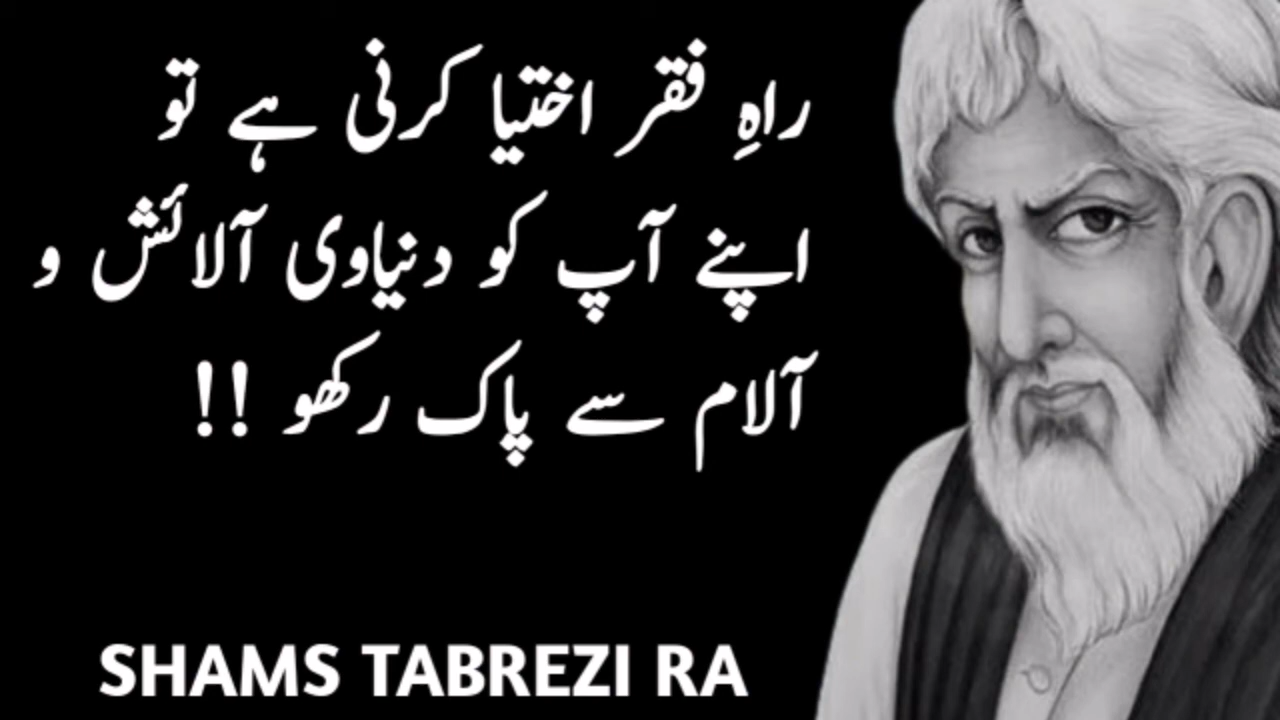 راہِ فقر اختیا کرنی ہے تو
اپنے آپ کو دنیاوی آلائش و
آلام سے پاک رکھو !!
SHAMS TABREZI RA